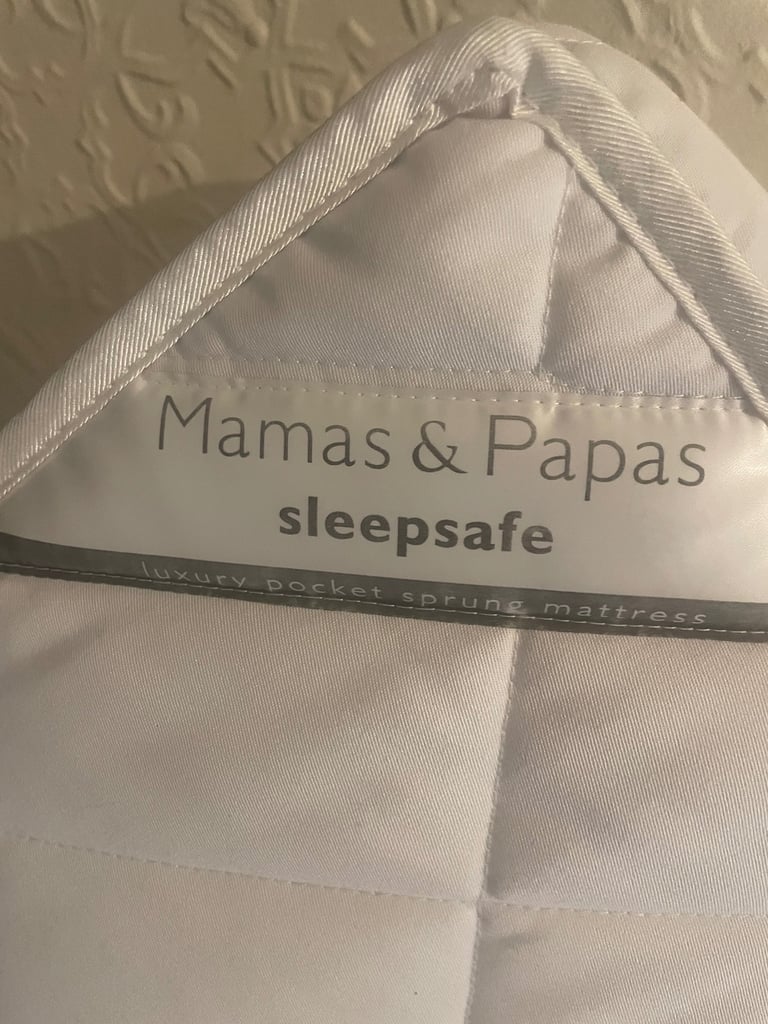 Mamas & Papas
sleepsafe
luxury pocket sprung mattress